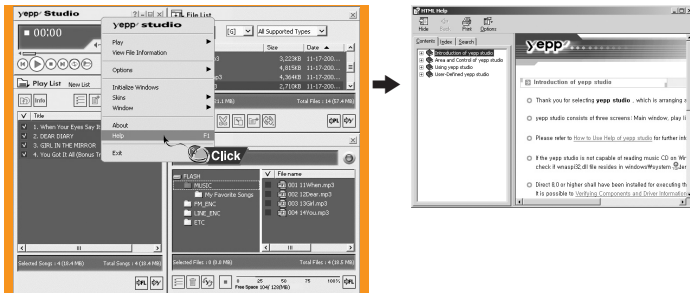 yepp' Studio
00:00
Play List New List
Title
1. When Your Eyes Say It
2. DEAR DIARY
3. GIRL IN THE MIRROR
4. You Got It All (Bonus Tr
Selected Songs : 4 (10.4 MB) Total Songs : 4 (10.4 MB)
yepp' studio
Play
View File Information
Options
Initialize Windows
Skins
Window
About
Help F1
Exit
Click
File List
[G] All Supported Types
Size Date
3,223KB 11-17-200...
4,815KB 11-17-200...
4,364KB 11-17-200...
2,710KB 11-17-200...
Total Files : 14 (57.4 MB)
FLASH
MUSIC
My Favorite Songs
FM_ENC
LINE_ENC
ETC
File name
001 11When.mp3
002 12Dear.mp3
003 13Girl.mp3
004 14You.mp3
Selected Files : 0 (0.0 MB) Total Files : 4 (10.5 MB)
0 25 50 75 100%
Free Space 104/ 128(MB)
HTML Help
Hide Back Print Options
Contents Index Search
Introduction of yepp studio
Area and Control of yepp studio
Using yepp studio
User-Defined yepp studio
yepp'
Introduction of yepp studio
Thank you for selecting yepp studio , which is arranging a
yepp studio consists of three screens: Main window, play li
Please refer to How to Use Help of yepp studio for further inf
If the yepp studio is not capable of reading music CD on Win
check if wnaspi32.dll file resides in windows\system
Direct 8.0 or higher shall have been installed for executing th
It is possible to Verifying Components and Driver Information